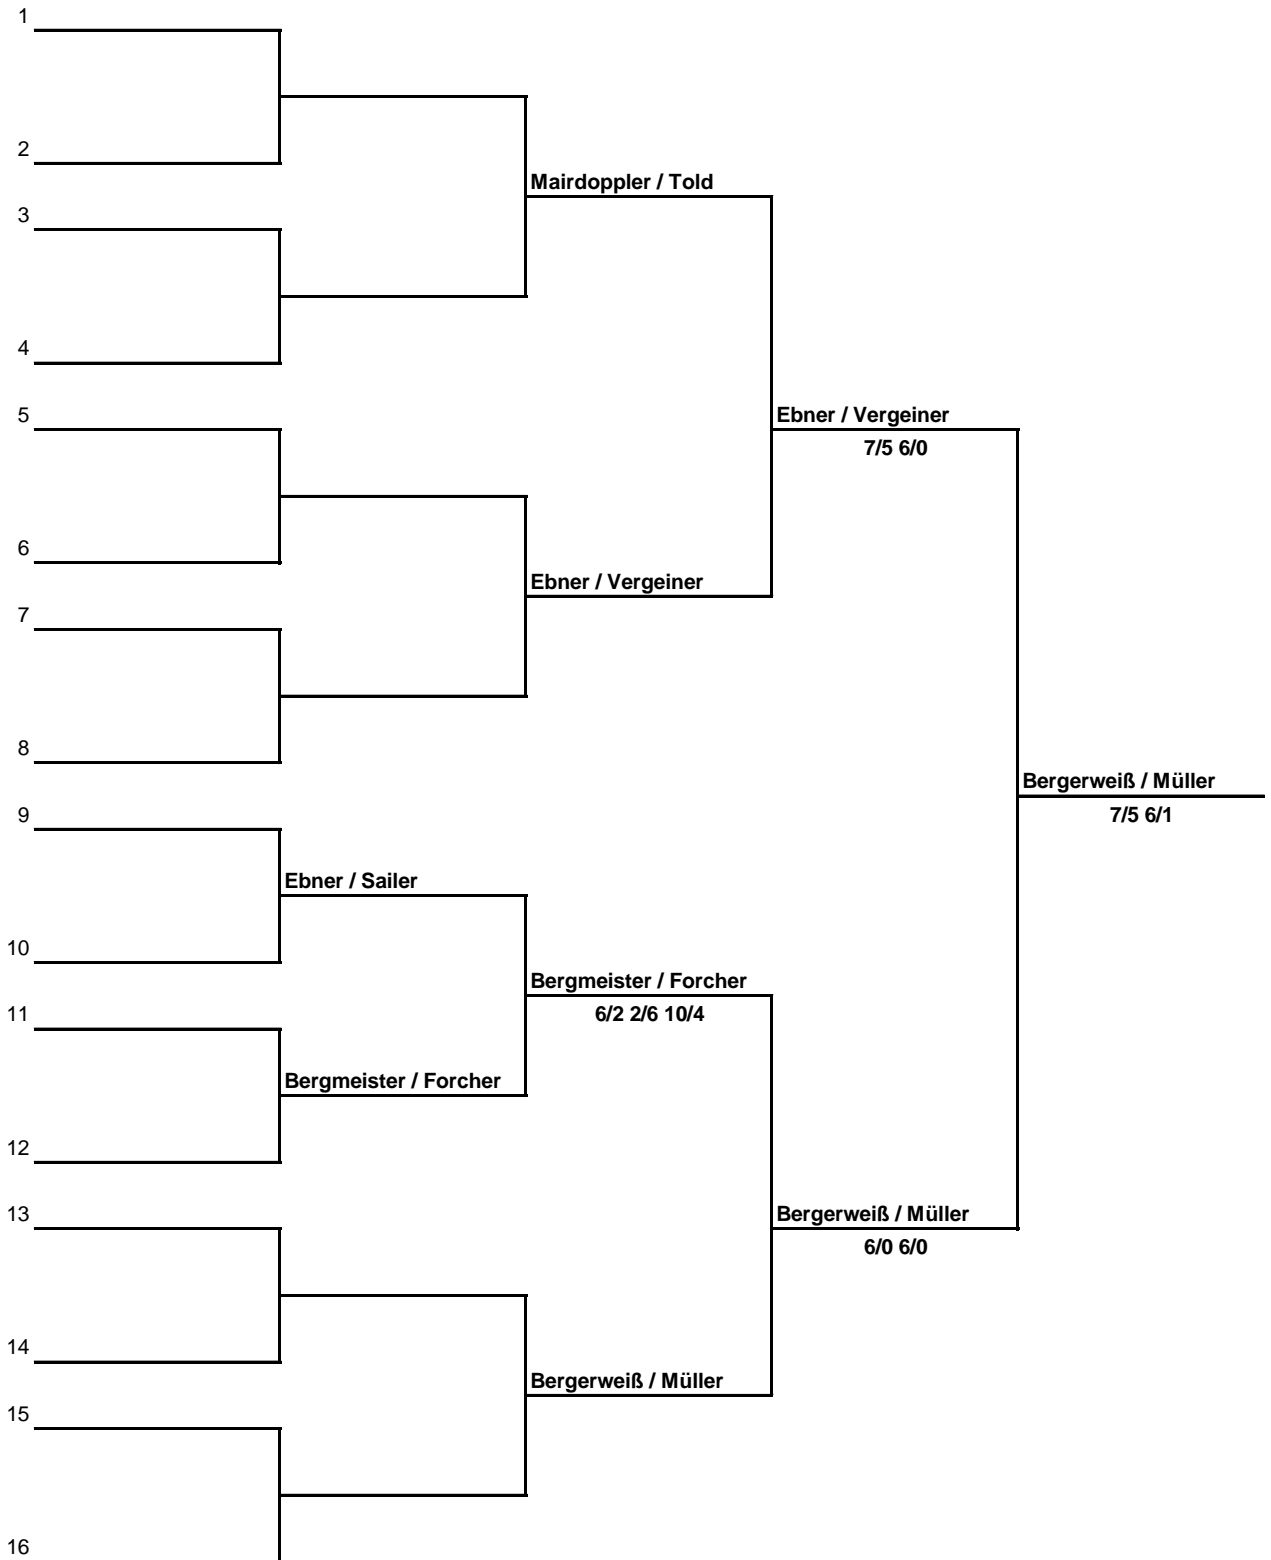 1
2
Mairdoppler / Told
3
4
5
Ebner / Vergeiner
7/5 6/0
6
Ebner / Vergeiner
7
8
Bergerweiß / Müller
7/5 6/1
9
Ebner / Sailer
10
Bergmeister / Forcher
6/2 2/6 10/4
11
Bergmeister / Forcher
12
13
Bergerweiß / Müller
6/0 6/0
14
Bergerweiß / Müller
15
16